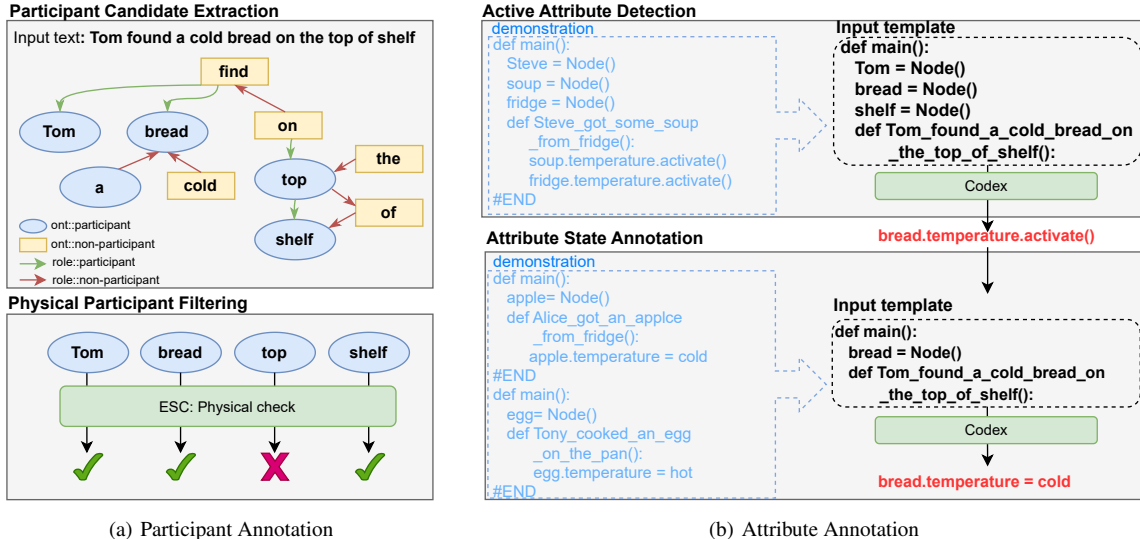 Participant Candidate Extraction
Input text: Tom found a cold bread on the top of shelf
find
Tom
bread
on
the
a
cold
top
of
shelf
ont::participant
ont::non-participant
role::participant
role::non-participant
Physical Participant Filtering
Tom
bread
top
shelf
ESC: Physical check
(a) Participant Annotation
Active Attribute Detection
demonstration
def main():
Steve = Node()
soup = Node()
fridge = Node()
def Steve_got_some_soup
_from_fridge():
soup.temperature.activate()
fridge.temperature.activate()
#END
Input template
def main():
Tom = Node()
bread = Node()
shelf = Node()
def Tom_found_a_cold_bread_on
_the_top_of_shelf():
Codex
bread.temperature.activate()
Attribute State Annotation
demonstration
def main():
apple= Node()
def Alice_got_an_applce
_from_fridge():
apple.temperature = cold
#END
def main():
egg= Node()
def Tony_cooked_an_egg
_on_the_pan():
egg.temperature = hot
#END
Input template
def main():
bread = Node()
def Tom_found_a_cold_bread_on
_the_top_of_shelf():
Codex
bread.temperature = cold
(b) Attribute Annotation